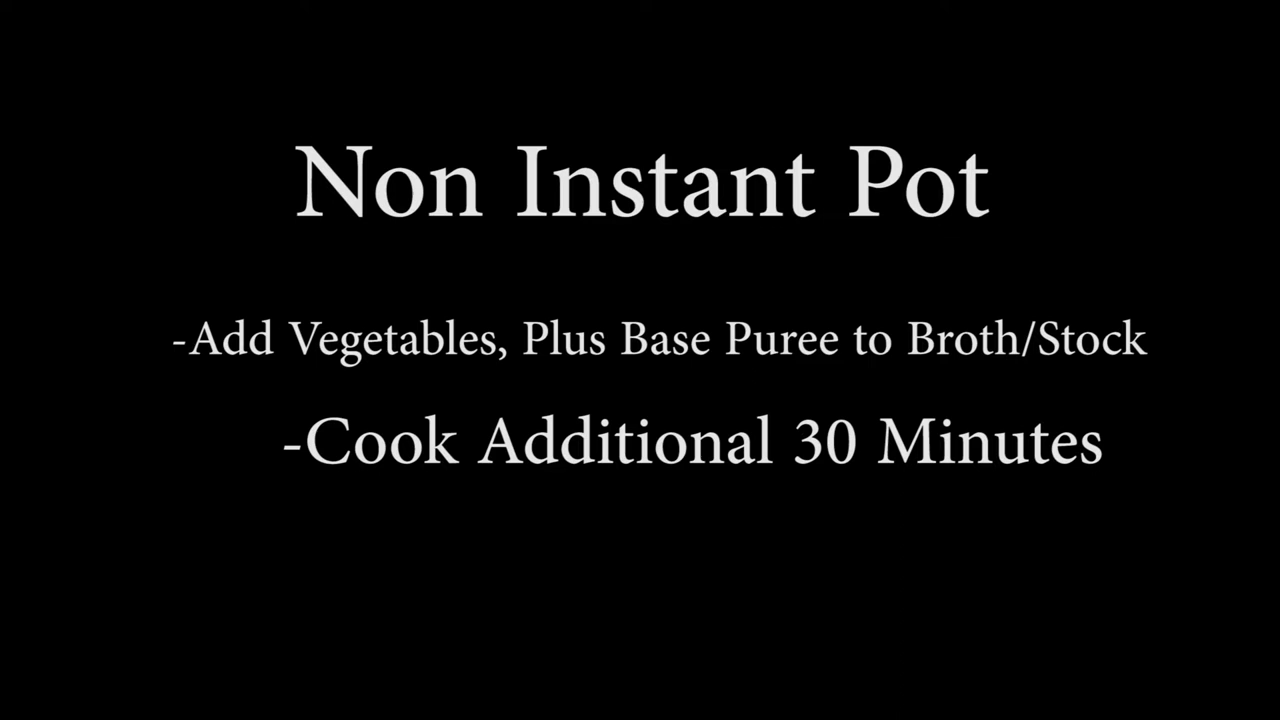 Non Instant Pot
-Add Vegetables, Plus Base Puree to Broth/Stock
-Cook Additional 30 Minutes